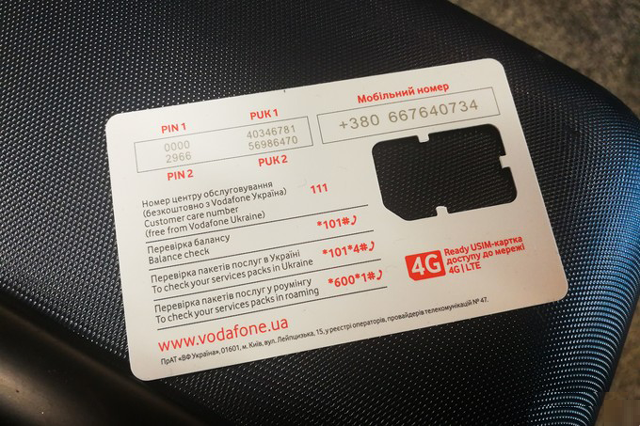 PIN 1 PUK 1
0000 40346781
2966 56986470
PIN 2 PUK 2
Мобільний номер
+380 667640734
Номер центру обслуговування
(безкоштовно з Vodafone Україна)
Customer care number
(free from Vodafone Ukraine)
111
Перевірка балансу
Balance check
*101#
Перевірка пакетів послуг в Україні
To check your services packs in Ukraine
*101*4#
Перевірка пакетів послуг у роумінгу
To check your services packs in roaming
*600*1#
4G
Ready USIM-картка
доступу до мережі
4G | LTE
www.vodafone.ua
ПрАТ «ВФ Україна», 01601, м. Київ, вул. Лейпцизька, 15, у реєстрі операторів, провайдерів телекомунікацій № 47.